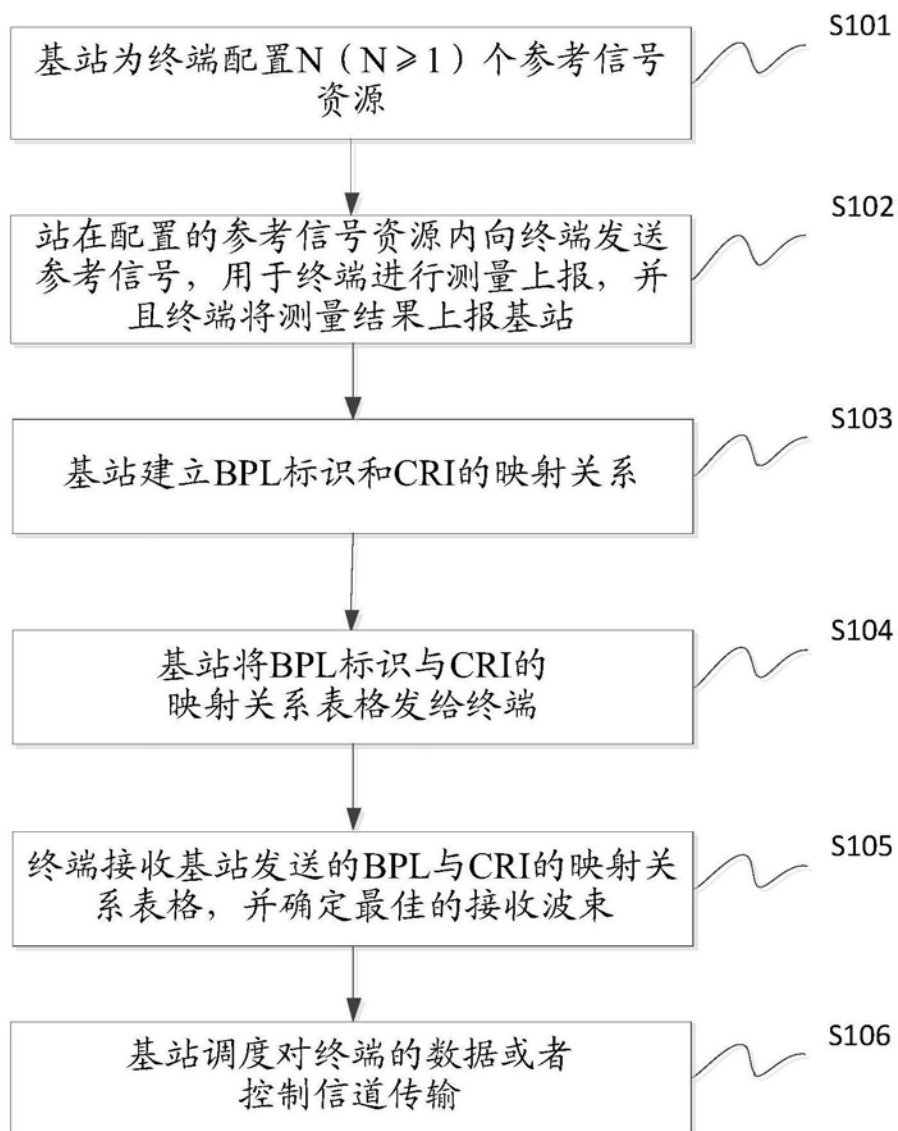 S101
基站为终端配置N（N≥1）个参考信号
资源
S102
站在配置的参考信号资源内向终端发送
参考信号，用于终端进行测量上报，并
且终端将测量结果上报基站
S103
基站建立BPL标识和CRI的映射关系
S104
基站将BPL标识与CRI的
映射关系表格发给终端
S105
终端接收基站发送的BPL与CRI的映射关
系表格，并确定最佳的接收波束
S106
基站调度对终端的数据或者
控制信道传输